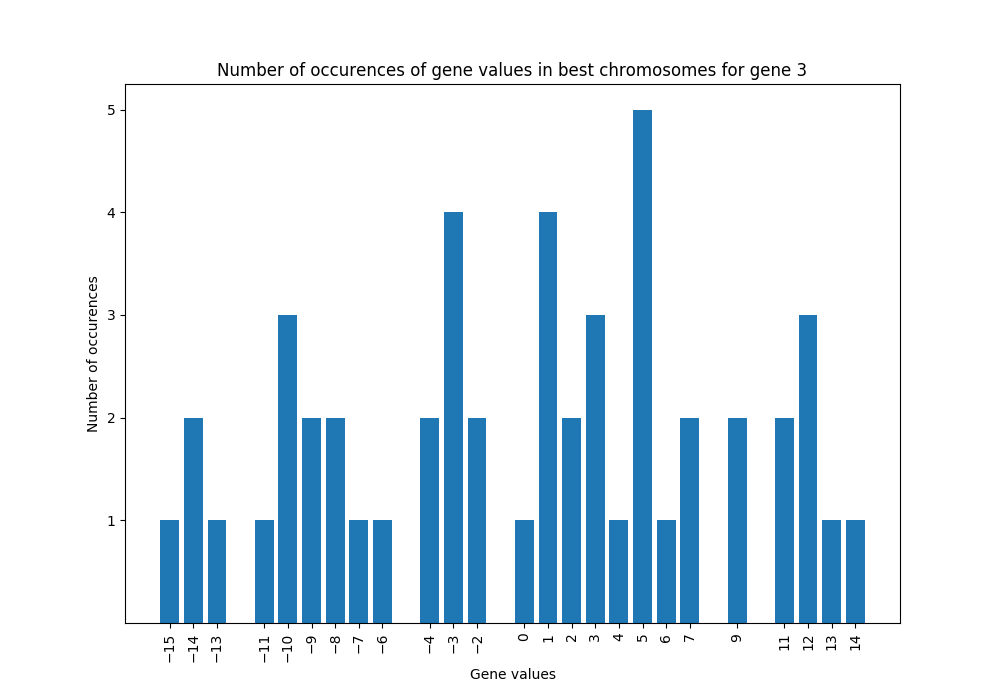 Number of occurences of gene values in best chromosomes for gene 3
Number of occurences
5
4
3
2
1
−15 −14 −13 −11 −10 −9 −8 −7 −6 −4 −3 −2 0 1 2 3 4 5 6 7 9 11 12 13 14
Gene values